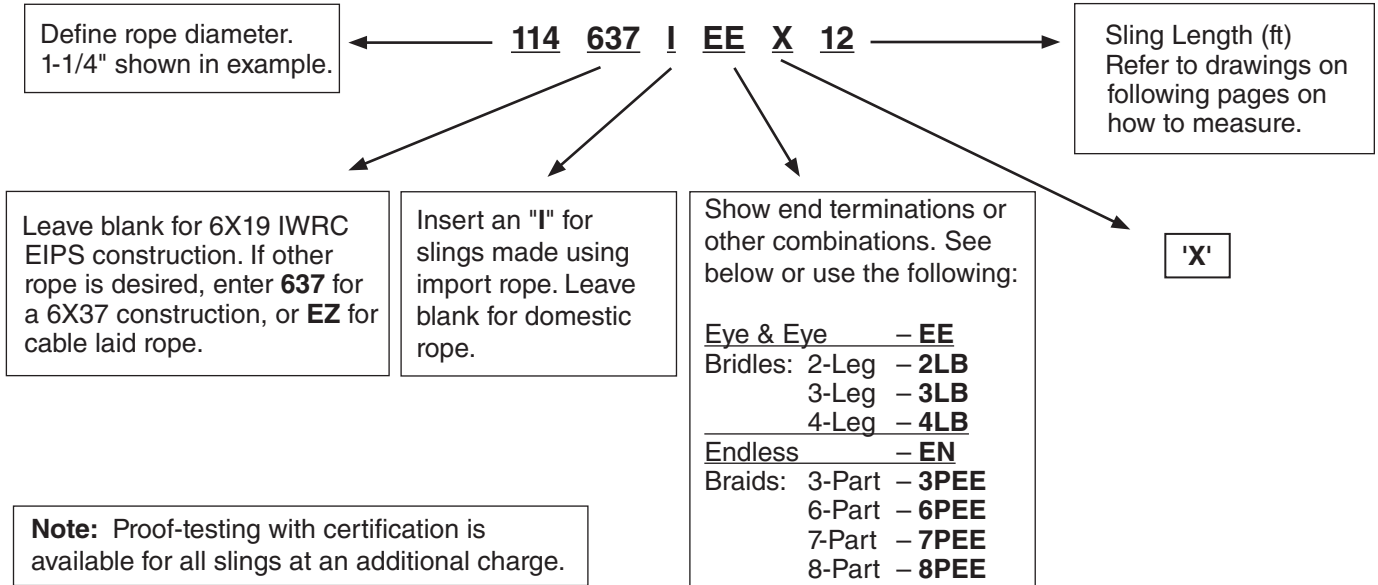 Define rope diameter.
1-1/4" shown in example.
114 637 I EE X 12
Sling Length (ft)
Refer to drawings on
following pages on
how to measure.
Leave blank for 6X19 IWRC
EIPS construction. If other
rope is desired, enter 637 for
a 6X37 construction, or EZ for
cable laid rope.
Insert an "I" for
slings made using
import rope. Leave
blank for domestic
rope.
Show end terminations or
other combinations. See
below or use the following:
Eye & Eye – EE
Bridles: 2-Leg – 2LB
3-Leg – 3LB
4-Leg – 4LB
Endless – EN
Braids: 3-Part – 3PEE
6-Part – 6PEE
7-Part – 7PEE
8-Part – 8PEE
'X'
Note: Proof-testing with certification is
available for all slings at an additional charge.